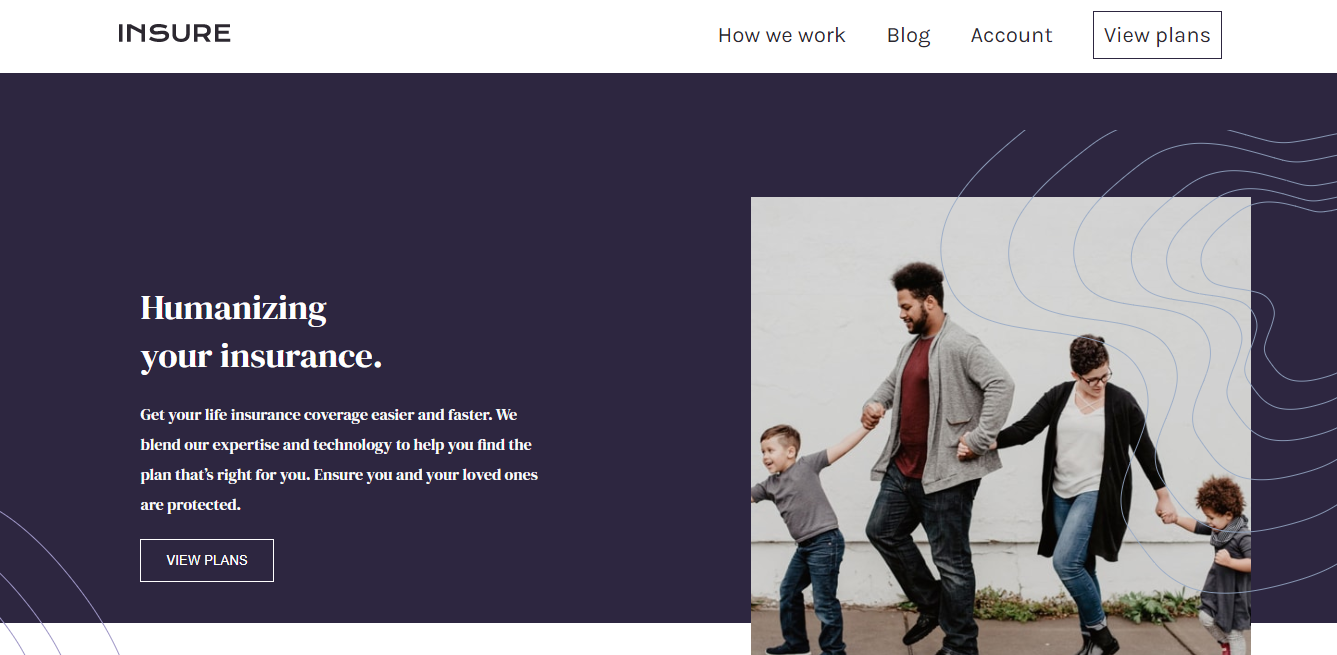 INSURE
How we work
Blog
Account
View plans
Humanizing
your insurance.
Get your life insurance coverage easier and faster. We
blend our expertise and technology to help you find the
plan that’s right for you. Ensure you and your loved ones
are protected.
VIEW PLANS